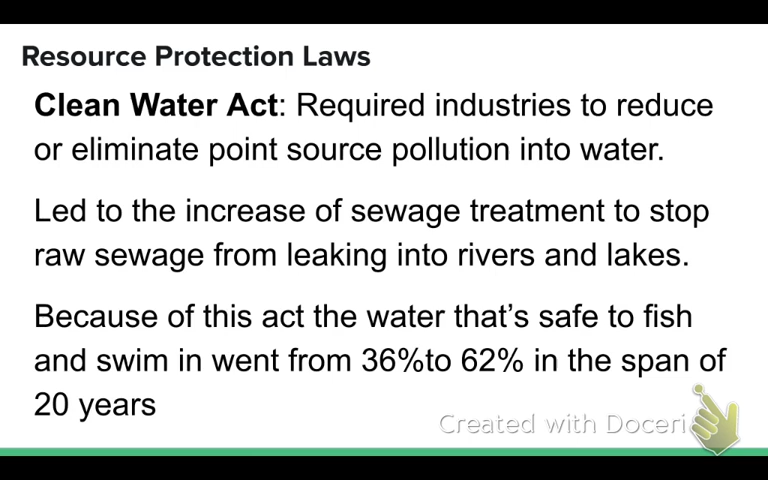 Resource Protection Laws
Clean Water Act: Required industries to reduce
or eliminate point source pollution into water.
Led to the increase of sewage treatment to stop
raw sewage from leaking into rivers and lakes.
Because of this act the water that’s safe to fish
and swim in went from 36%to 62% in the span of
20 years
Created with Doceri